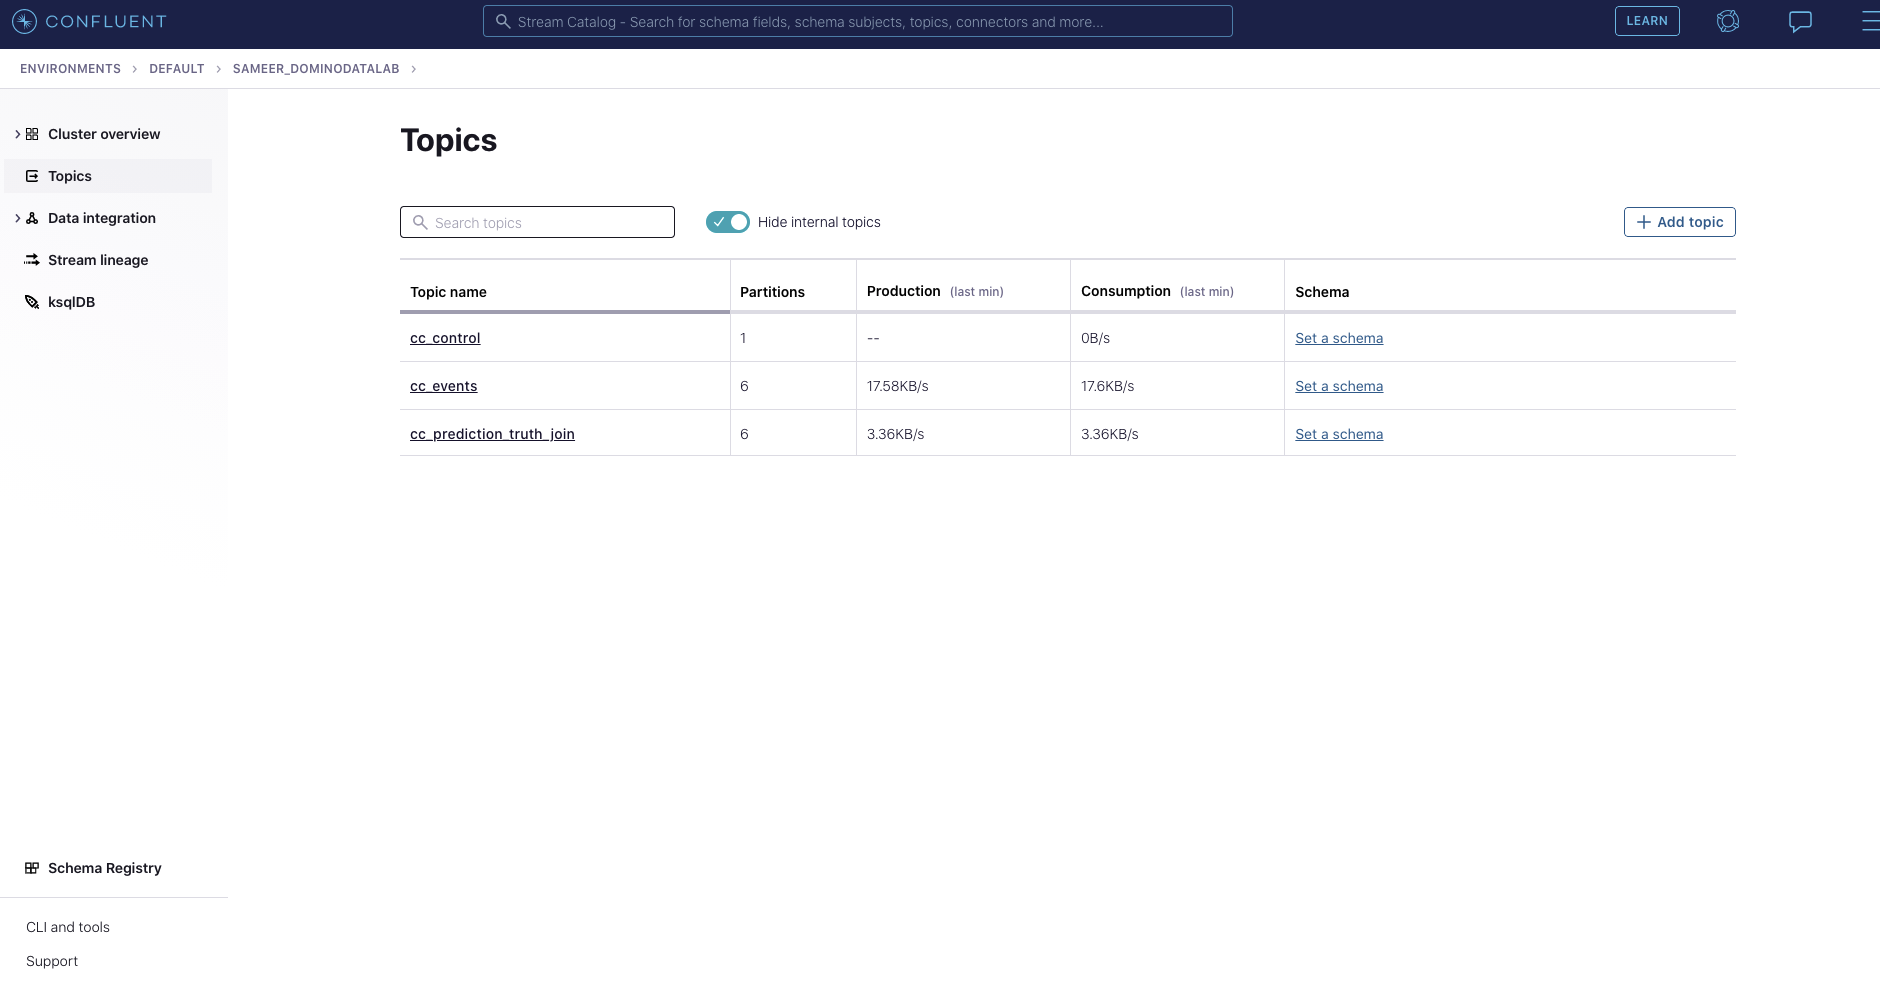 CONFLUENT
Stream Catalog - Search for schema fields, schema subjects, topics, connectors and more...
LEARN
ENVIRONMENTS > DEFAULT > SAMEER_DOMINODATALAB >
Cluster overview
Topics
Data integration
Stream lineage
ksqlDB
Schema Registry
CLI and tools
Support
Topics
Search topics
Hide internal topics
+ Add topic
Topic name Partitions Production (last min) Consumption (last min) Schema
cc_control 1 -- 0B/s Set a schema
cc_events 6 17.58KB/s 17.6KB/s Set a schema
cc_prediction_truth_join 6 3.36KB/s 3.36KB/s Set a schema